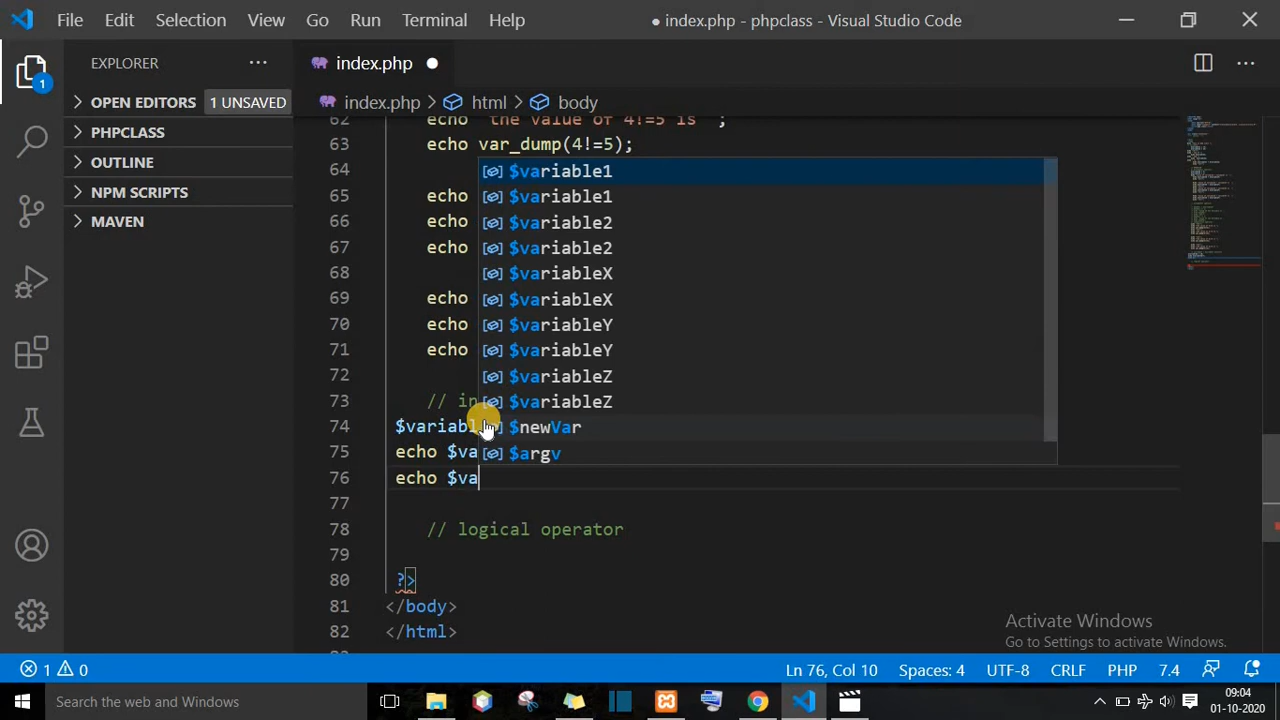 File Edit Selection View Go Run Terminal Help
● index.php - phpclass - Visual Studio Code
EXPLORER
index.php
OPEN EDITORS 1 UNSAVED
PHPCLASS
OUTLINE
NPM SCRIPTS
MAVEN
1
index.php > html > body
62 echo "the value of 4!=5 is ";
63 echo var_dump(4!=5);
64
65 echo
66 echo
67 echo
68
69 echo
70 echo
71 echo
72
73 // in
74 $variabl
75 echo $va
76 echo $va
77
78 // logical operator
79
80 ?>
81 </body>
82 </html>
$variable1
$variable1
$variable2
$variable2
$variableX
$variableX
$variableY
$variableY
$variableZ
$variableZ
$newVar
$argv
Activate Windows
Go to Settings to activate Windows.
1 0
Ln 76, Col 10 Spaces: 4 UTF-8 CRLF PHP 7.4
Search the web and Windows
09:04
01-10-2020